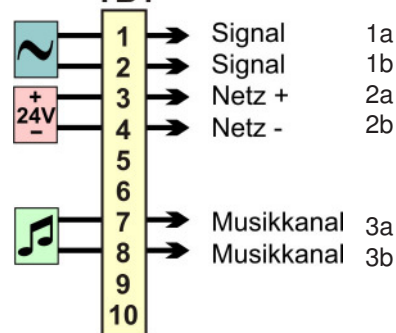 1 Signal 1a
2 Signal 1b
+ 3 Netz + 2a
24V
− 4 Netz - 2b
5
6
7 Musikkanal 3a
8 Musikkanal 3b
9
10